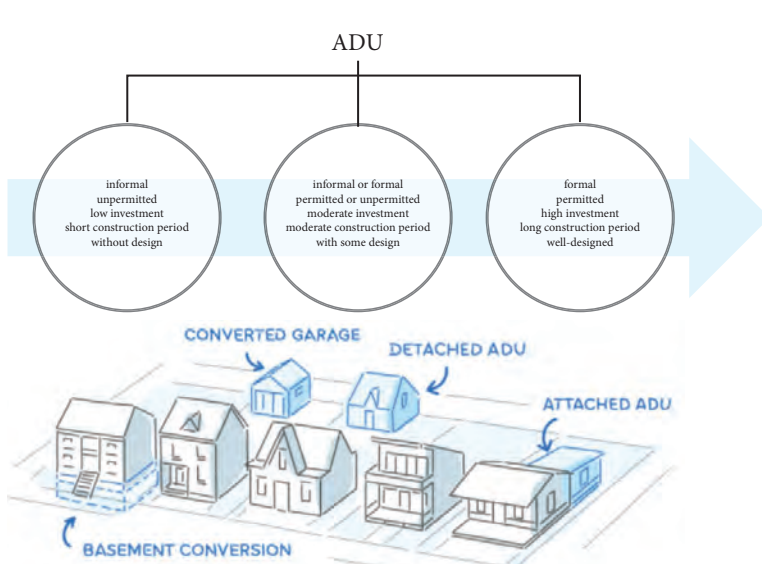 ADU
informal
unpermitted
low investment
short construction period
without design
informal or formal
permitted or unpermitted
moderate investment
moderate construction period
with some design
formal
permitted
high investment
long construction period
well-designed
CONVERTED GARAGE
DETACHED ADU
ATTACHED ADU
BASEMENT CONVERSION